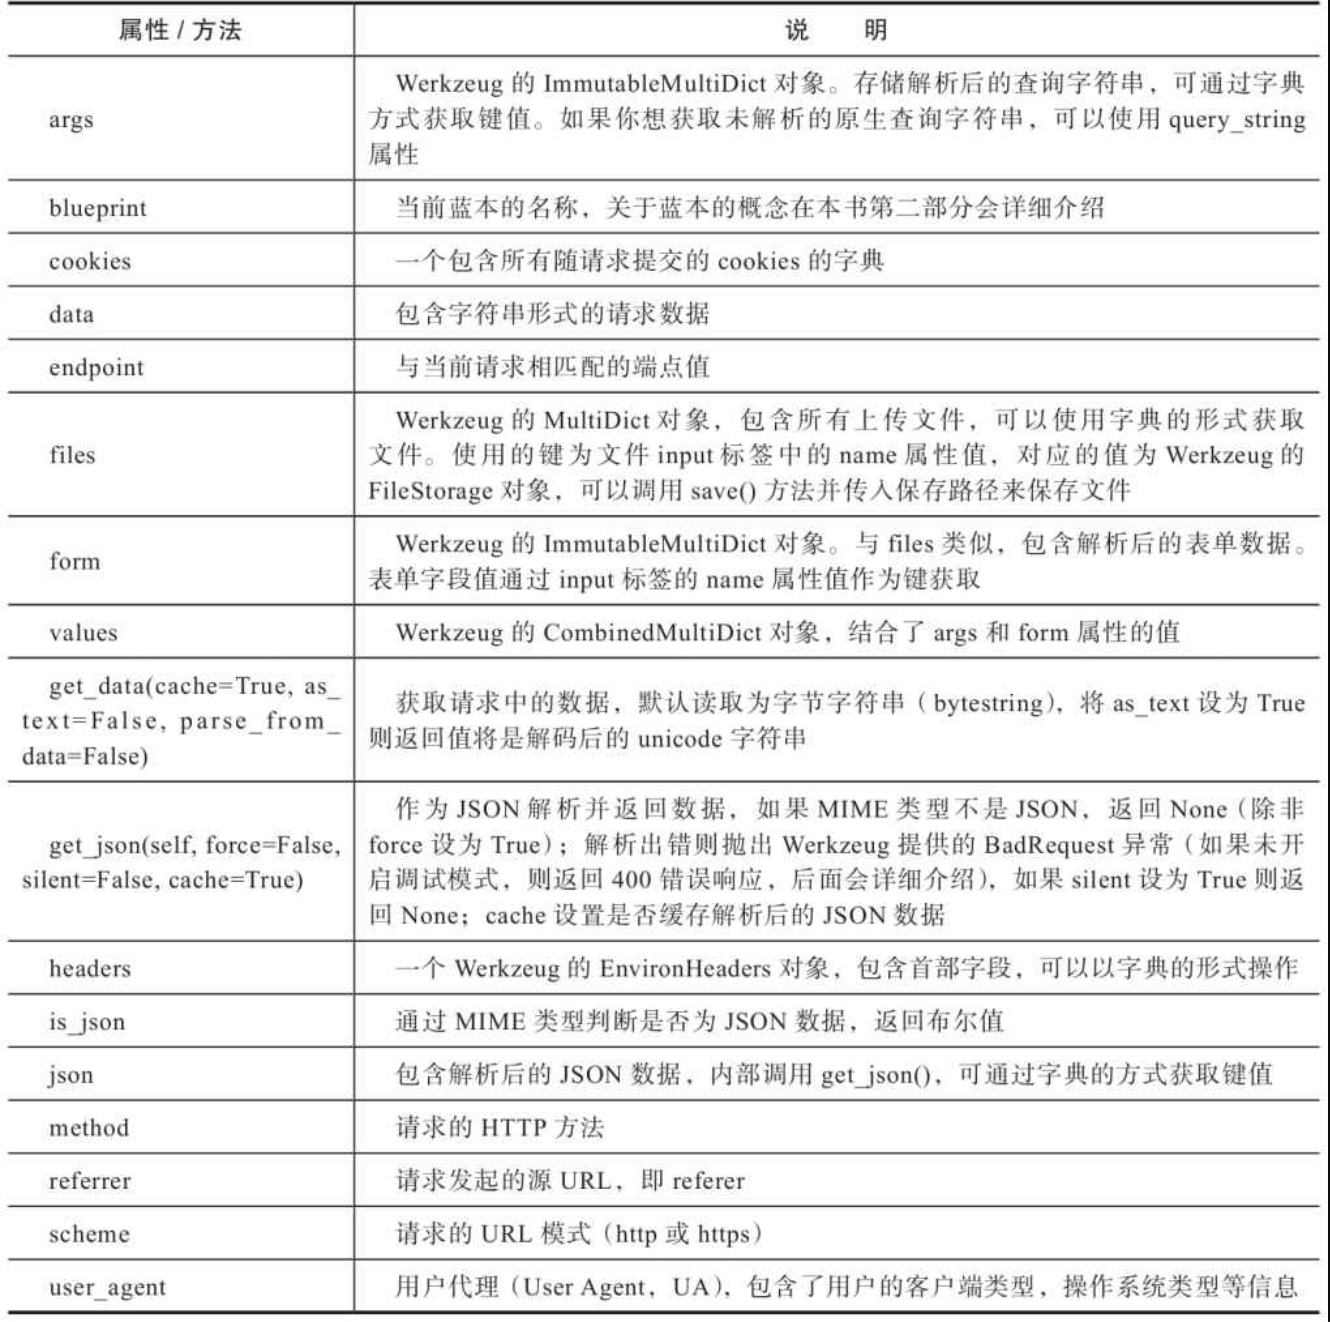 属性 / 方法
说 明
args
Werkzeug 的 ImmutableMultiDict 对象。存储解析后的查询字符串，可通过字典
方式获取键值。如果你想获取未解析的原生查询字符串，可以使用 query_string
属性
blueprint
当前蓝本的名称，关于蓝本的概念在本书第二部分会详细介绍
cookies
一个包含所有随请求提交的 cookies 的字典
data
包含字符串形式的请求数据
endpoint
与当前请求相匹配的端点值
files
Werkzeug 的 MultiDict 对象，包含所有上传文件，可以使用字典的形式获取
文件。使用的键为文件 input 标签中的 name 属性值，对应的值为 Werkzeug 的
FileStorage 对象，可以调用 save() 方法并传入保存路径来保存文件
form
Werkzeug 的 ImmutableMultiDict 对象。与 files 类似，包含解析后的表单数据。
表单字段值通过 input 标签的 name 属性值作为键获取
values
Werkzeug 的 CombinedMultiDict 对象，结合了 args 和 form 属性的值
get_data(cache=True, as_
text=False, parse_from_
data=False)
获取请求中的数据，默认读取为字节字符串（bytestring），将 as_text 设为 True
则返回值将是解码后的 unicode 字符串
get_json(self, force=False,
silent=False, cache=True)
作为 JSON 解析并返回数据，如果 MIME 类型不是 JSON，返回 None（除非
force 设为 True）；解析出错则抛出 Werkzeug 提供的 BadRequest 异常（如果未开
启调试模式，则返回 400 错误响应，后面会详细介绍），如果 silent 设为 True 则返
回 None；cache 设置是否缓存解析后的 JSON 数据
headers
一个 Werkzeug 的 EnvironHeaders 对象，包含首部字段，可以以字典的形式操作
is_json
通过 MIME 类型判断是否为 JSON 数据，返回布尔值
json
包含解析后的 JSON 数据，内部调用 get_json()，可通过字典的方式获取键值
method
请求的 HTTP 方法
referrer
请求发起的源 URL，即 referer
scheme
请求的 URL 模式（http 或 https）
user_agent
用户代理（User Agent，UA），包含了用户的客户端类型，操作系统类型等信息